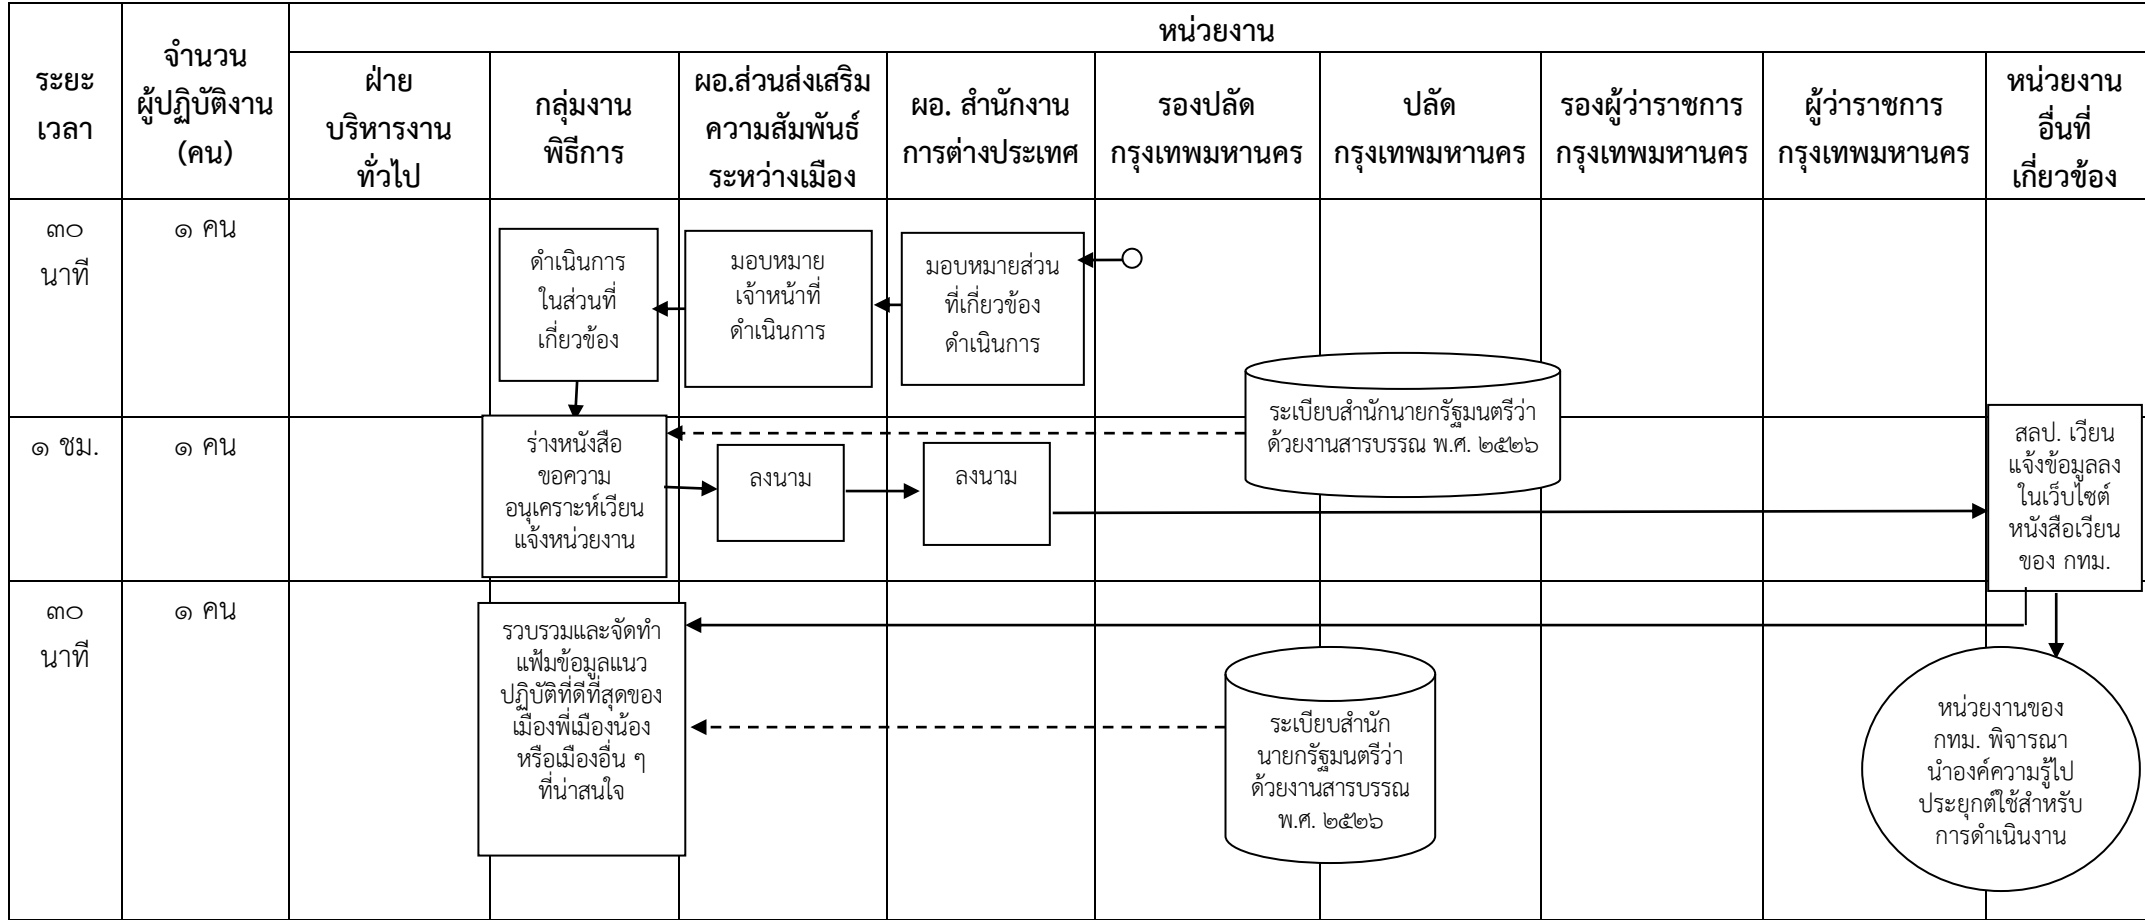 หน่วยงาน
ระยะ
เวลา
จำนวน
ผู้ปฏิบัติงาน
(คน)
ฝ่าย
บริหารงาน
ทั่วไป
กลุ่มงาน
พิธีการ
ผอ.ส่วนส่งเสริม
ความสัมพันธ์
ระหว่างเมือง
ผอ. สำนักงาน
การต่างประเทศ
รองปลัด
กรุงเทพมหานคร
ปลัด
กรุงเทพมหานคร
รองผู้ว่าราชการ
กรุงเทพมหานคร
ผู้ว่าราชการ
กรุงเทพมหานคร
หน่วยงาน
อื่นที่
เกี่ยวข้อง
๓๐
นาที
๑ คน
ดำเนินการ
ในส่วนที่
เกี่ยวข้อง
มอบหมาย
เจ้าหน้าที่
ดำเนินการ
มอบหมายส่วน
ที่เกี่ยวข้อง
ดำเนินการ
๑ ชม.
๑ คน
ร่างหนังสือ
ขอความ
อนุเคราะห์เวียน
แจ้งหน่วยงาน
ลงนาม
ลงนาม
ระเบียบสำนักนายกรัฐมนตรีว่า
ด้วยงานสารบรรณ พ.ศ. ๒๕๒๖
สลป. เวียน
แจ้งข้อมูลลง
ในเว็บไซต์
หนังสือเวียน
ของ กทม.
๓๐
นาที
๑ คน
รวบรวมและจัดทำ
แฟ้มข้อมูลแนว
ปฏิบัติที่ดีที่สุดของ
เมืองพี่เมืองน้อง
หรือเมืองอื่น ๆ
ที่น่าสนใจ
ระเบียบสำนัก
นายกรัฐมนตรีว่า
ด้วยงานสารบรรณ
พ.ศ. ๒๕๒๖
หน่วยงานของ
กทม. พิจารณา
นำองค์ความรู้ไป
ประยุกต์ใช้สำหรับ
การดำเนินงาน